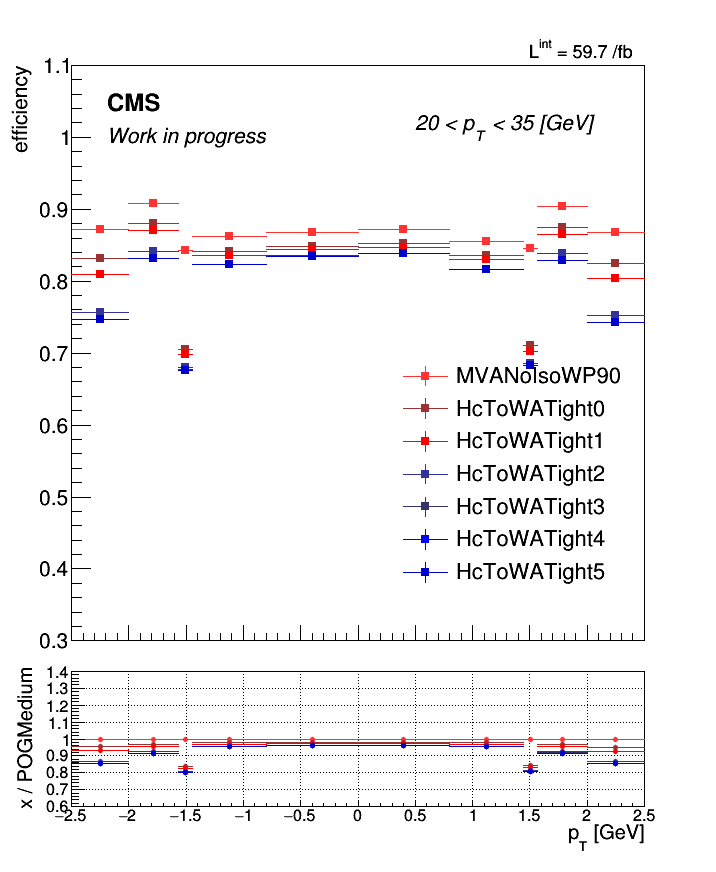 L^int = 59.7 /fb
efficiency
1.1
CMS
20 < p_T < 35 [GeV]
Work in progress
1
0.9
0.8
0.7
MVANoIsoWP90
HcToWATight0
0.6
HcToWATight1
HcToWATight2
0.5
HcToWATight3
HcToWATight4
0.4
HcToWATight5
0.3
x / POGMedium
1.4
1.3
1.2
1.1
1
0.9
0.8
0.7
0.6
−2.5 −2 −1.5 −1 −0.5 0 0.5 1 1.5 2 2.5
p_T [GeV]